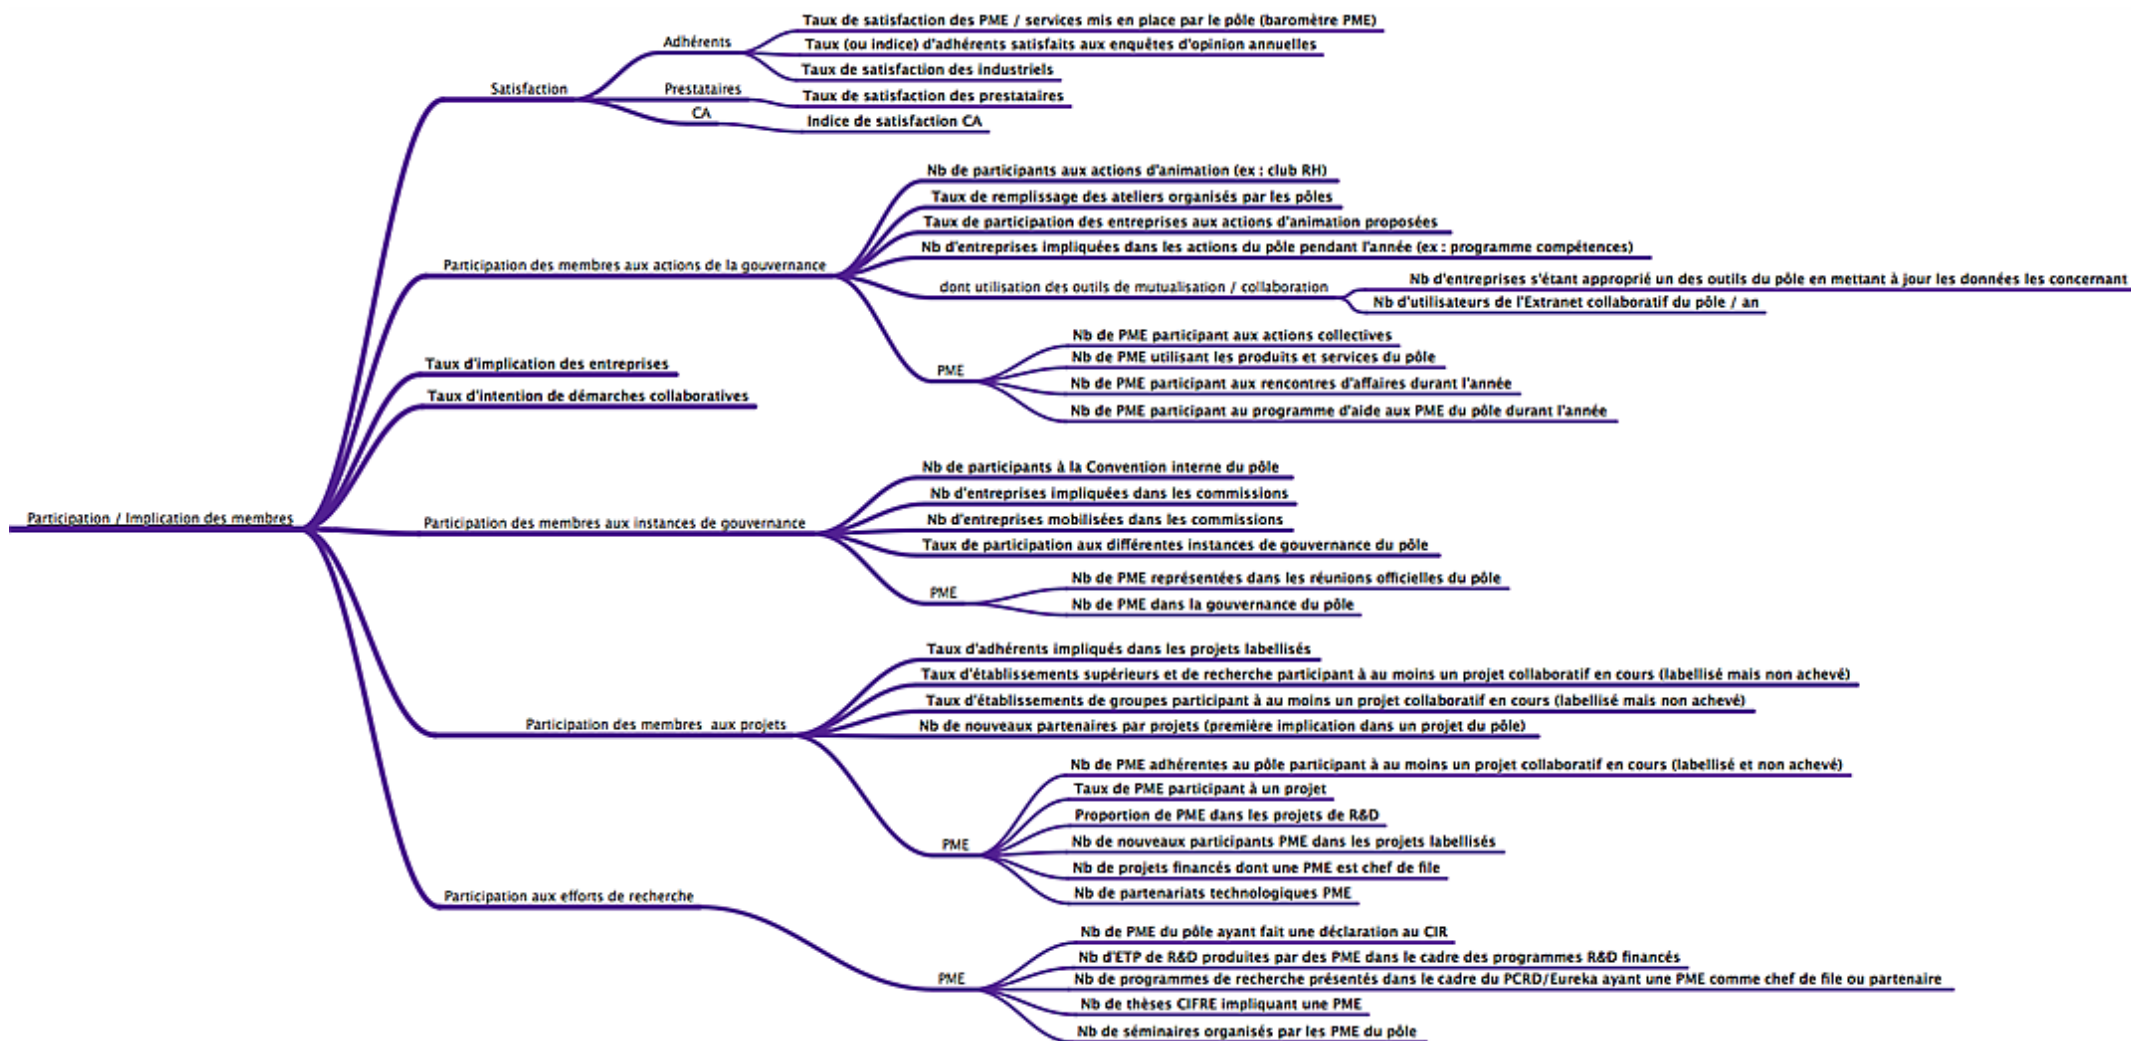 Participation / Implication des membres
Satisfaction
Adhérents
Taux de satisfaction des PME / services mis en place par le pôle (baromètre PME)
Taux (ou indice) d'adhérents satisfaits aux enquêtes d'opinion annuelles
Taux de satisfaction des industriels
Prestataires
Taux de satisfaction des prestataires
CA
Indice de satisfaction CA
Participation des membres aux actions de la gouvernance
Nb de participants aux actions d'animation (ex : club RH)
Taux de remplissage des ateliers organisés par les pôles
Taux de participation des entreprises aux actions d'animation proposées
Nb d'entreprises impliquées dans les actions du pôle pendant l'année (ex : programme compétences)
dont utilisation des outils de mutualisation / collaboration
Nb d'entreprises s'étant approprié un des outils du pôle en mettant à jour les données les concernant
Nb d'utilisateurs de l'Extranet collaboratif du pôle / an
PME
Nb de PME participant aux actions collectives
Nb de PME utilisant les produits et services du pôle
Nb de PME participant aux rencontres d'affaires durant l'année
Nb de PME participant au programme d'aide aux PME du pôle durant l'année
Taux d'implication des entreprises
Taux d'intention de démarches collaboratives
Participation des membres aux instances de gouvernance
Nb de participants à la Convention interne du pôle
Nb d'entreprises impliquées dans les commissions
Nb d'entreprises mobilisées dans les commissions
Taux de participation aux différentes instances de gouvernance du pôle
PME
Nb de PME représentées dans les réunions officielles du pôle
Nb de PME dans la gouvernance du pôle
Participation des membres aux projets
Taux d'adhérents impliqués dans les projets labellisés
Taux d'établissements supérieurs et de recherche participant à au moins un projet collaboratif en cours (labellisé mais non achevé)
Taux d'établissements de groupes participant à au moins un projet collaboratif en cours (labellisé mais non achevé)
Nb de nouveaux partenaires par projets (première implication dans un projet du pôle)
PME
Nb de PME adhérentes au pôle participant à au moins un projet collaboratif en cours (labellisé et non achevé)
Taux de PME participant à un projet
Proportion de PME dans les projets de R&D
Nb de nouveaux participants PME dans les projets labellisés
Nb de projets financés dont une PME est chef de file
Nb de partenariats technologiques PME
Participation aux efforts de recherche
PME
Nb de PME du pôle ayant fait une déclaration au CIR
Nb d'ETP de R&D produites par des PME dans le cadre des programmes R&D financés
Nb de programmes de recherche présentés dans le cadre du PCRD/Eureka ayant une PME comme chef de file ou partenaire
Nb de thèses CIFRE impliquant une PME
Nb de séminaires organisés par les PME du pôle